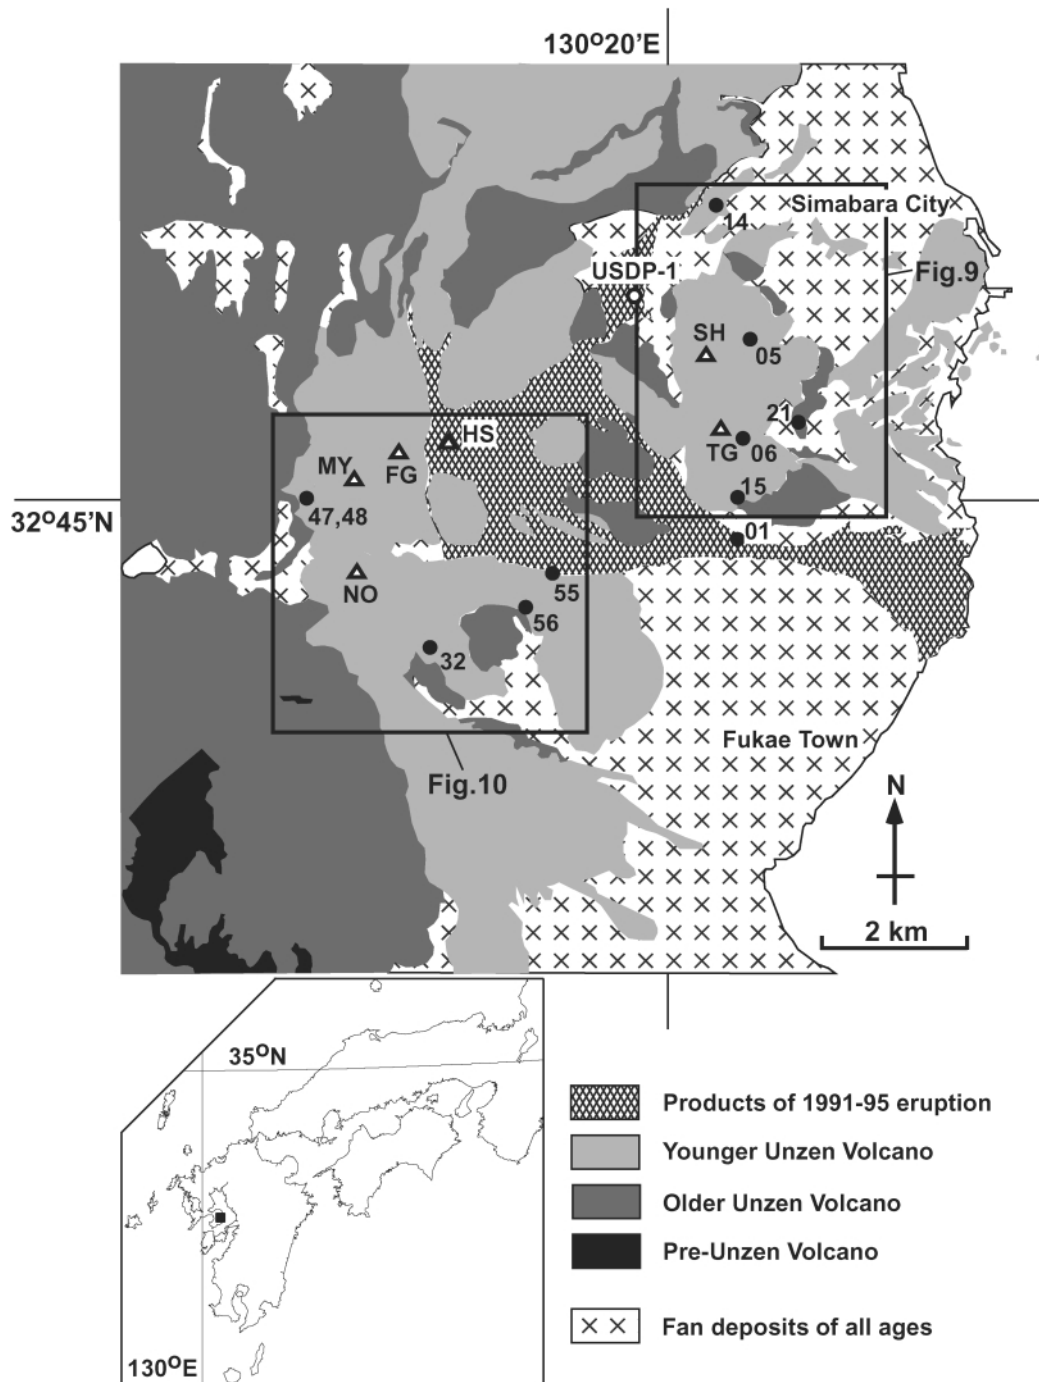 130°20'E
14
Simabara City
USDP-1
Fig.9
SH
05
21
HS
TG
06
MY
FG
15
47,48
32°45'N
01
NO
55
56
32
Fukae Town
Fig.10
N
2 km
35°N
130°E
Products of 1991-95 eruption
Younger Unzen Volcano
Older Unzen Volcano
Pre-Unzen Volcano
Fan deposits of all ages